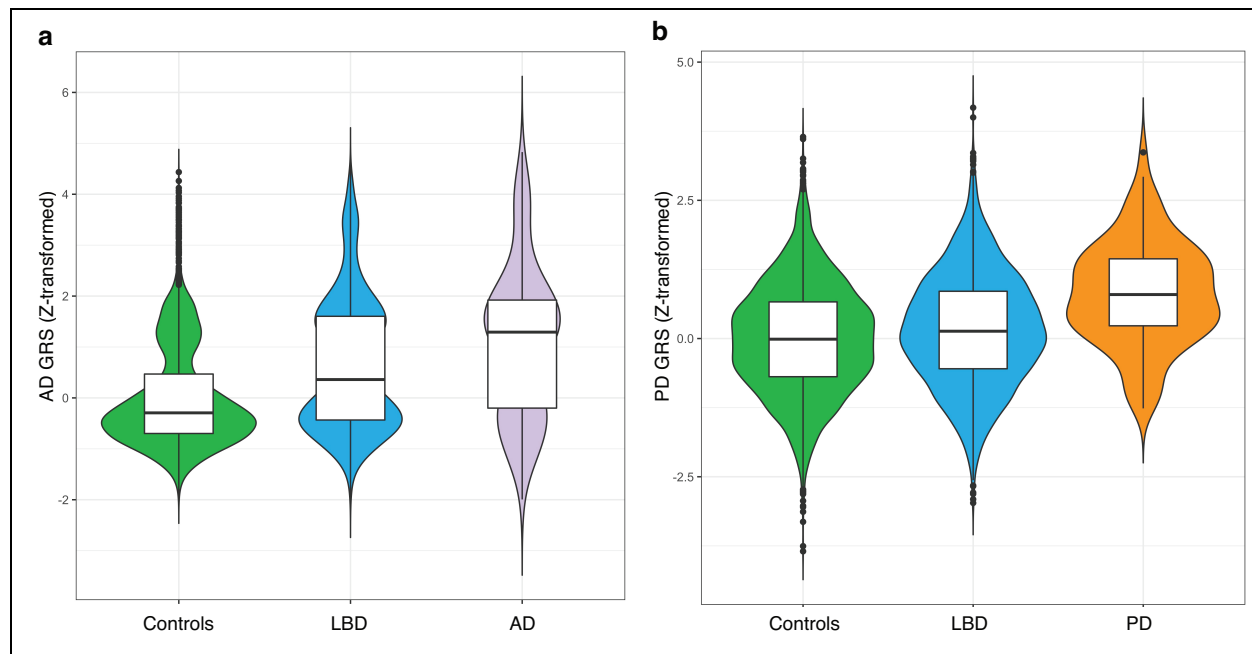 a
AD GRS (Z-transformed)
6
4
2
0
-2
Controls LBD AD
b
PD GRS (Z-transformed)
5.0
2.5
0.0
-2.5
Controls LBD PD